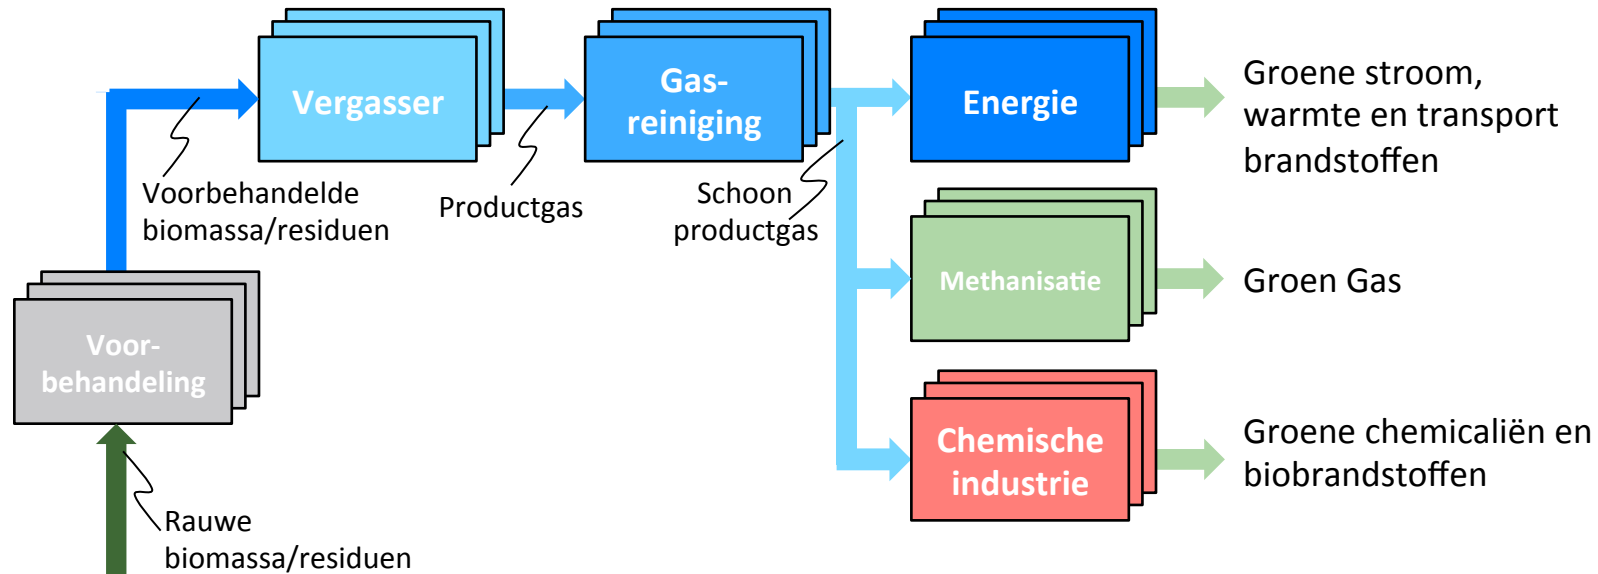 Vergasser
Gas-
reiniging
Energie
Groene stroom,
warmte en transport
brandstoffen
Voorbehandelde
biomassa/residuen
Productgas
Schoon
productgas
Methanisatie
Groen Gas
Voor-
behandeling
Chemische
industrie
Groene chemicaliën en
biobrandstoffen
Rauwe
biomassa/residuen